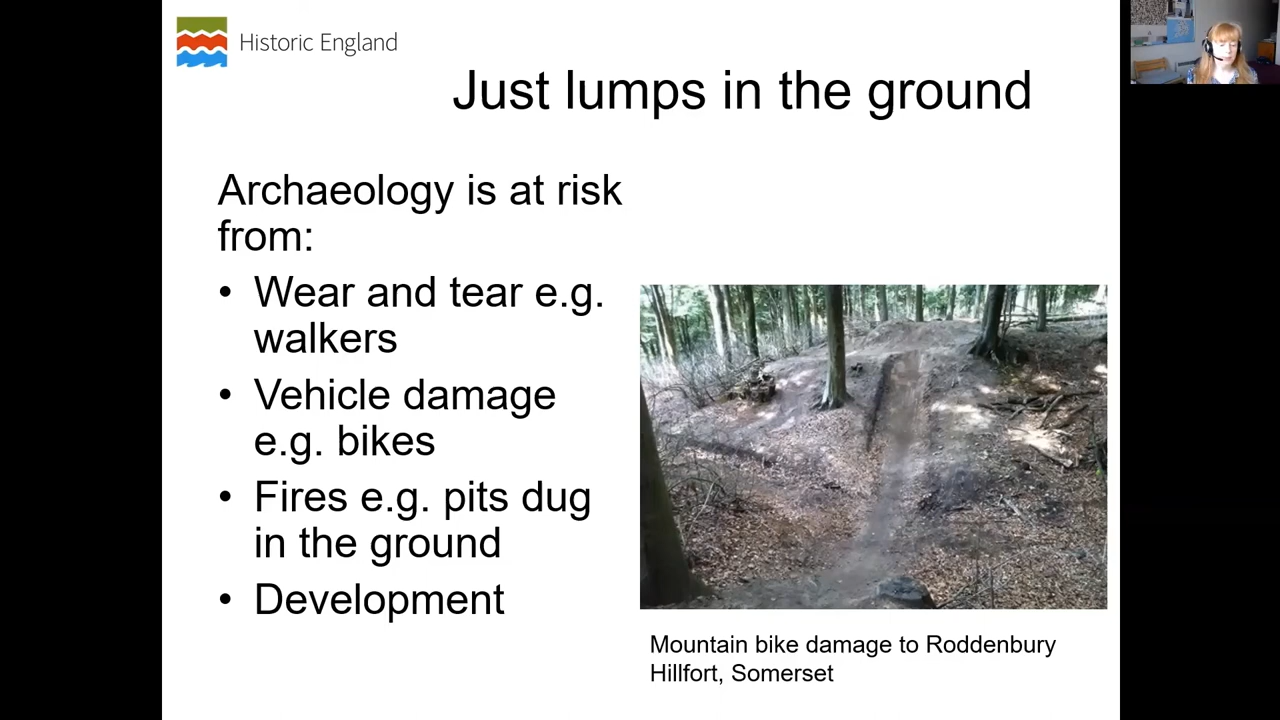 Historic England
Just lumps in the ground
Archaeology is at risk
from:
• Wear and tear e.g.
walkers
• Vehicle damage
e.g. bikes
• Fires e.g. pits dug
in the ground
• Development
Mountain bike damage to Roddenbury
Hillfort, Somerset